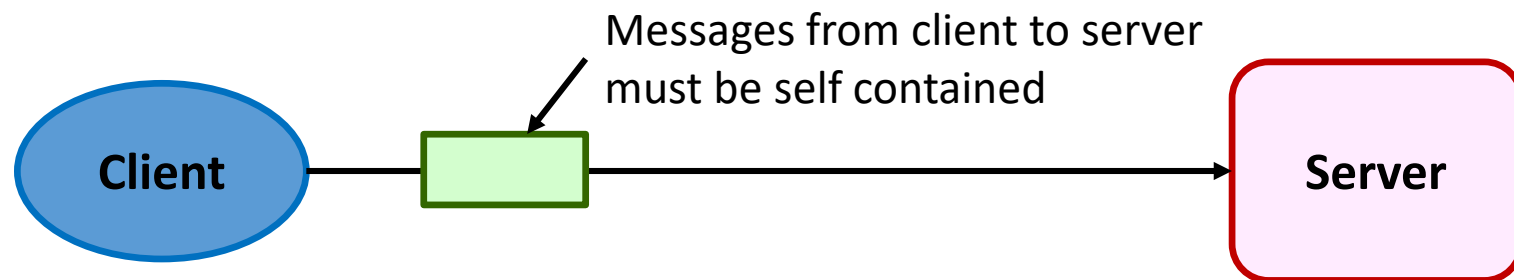 Messages from client to server
must be self contained
Client
Server